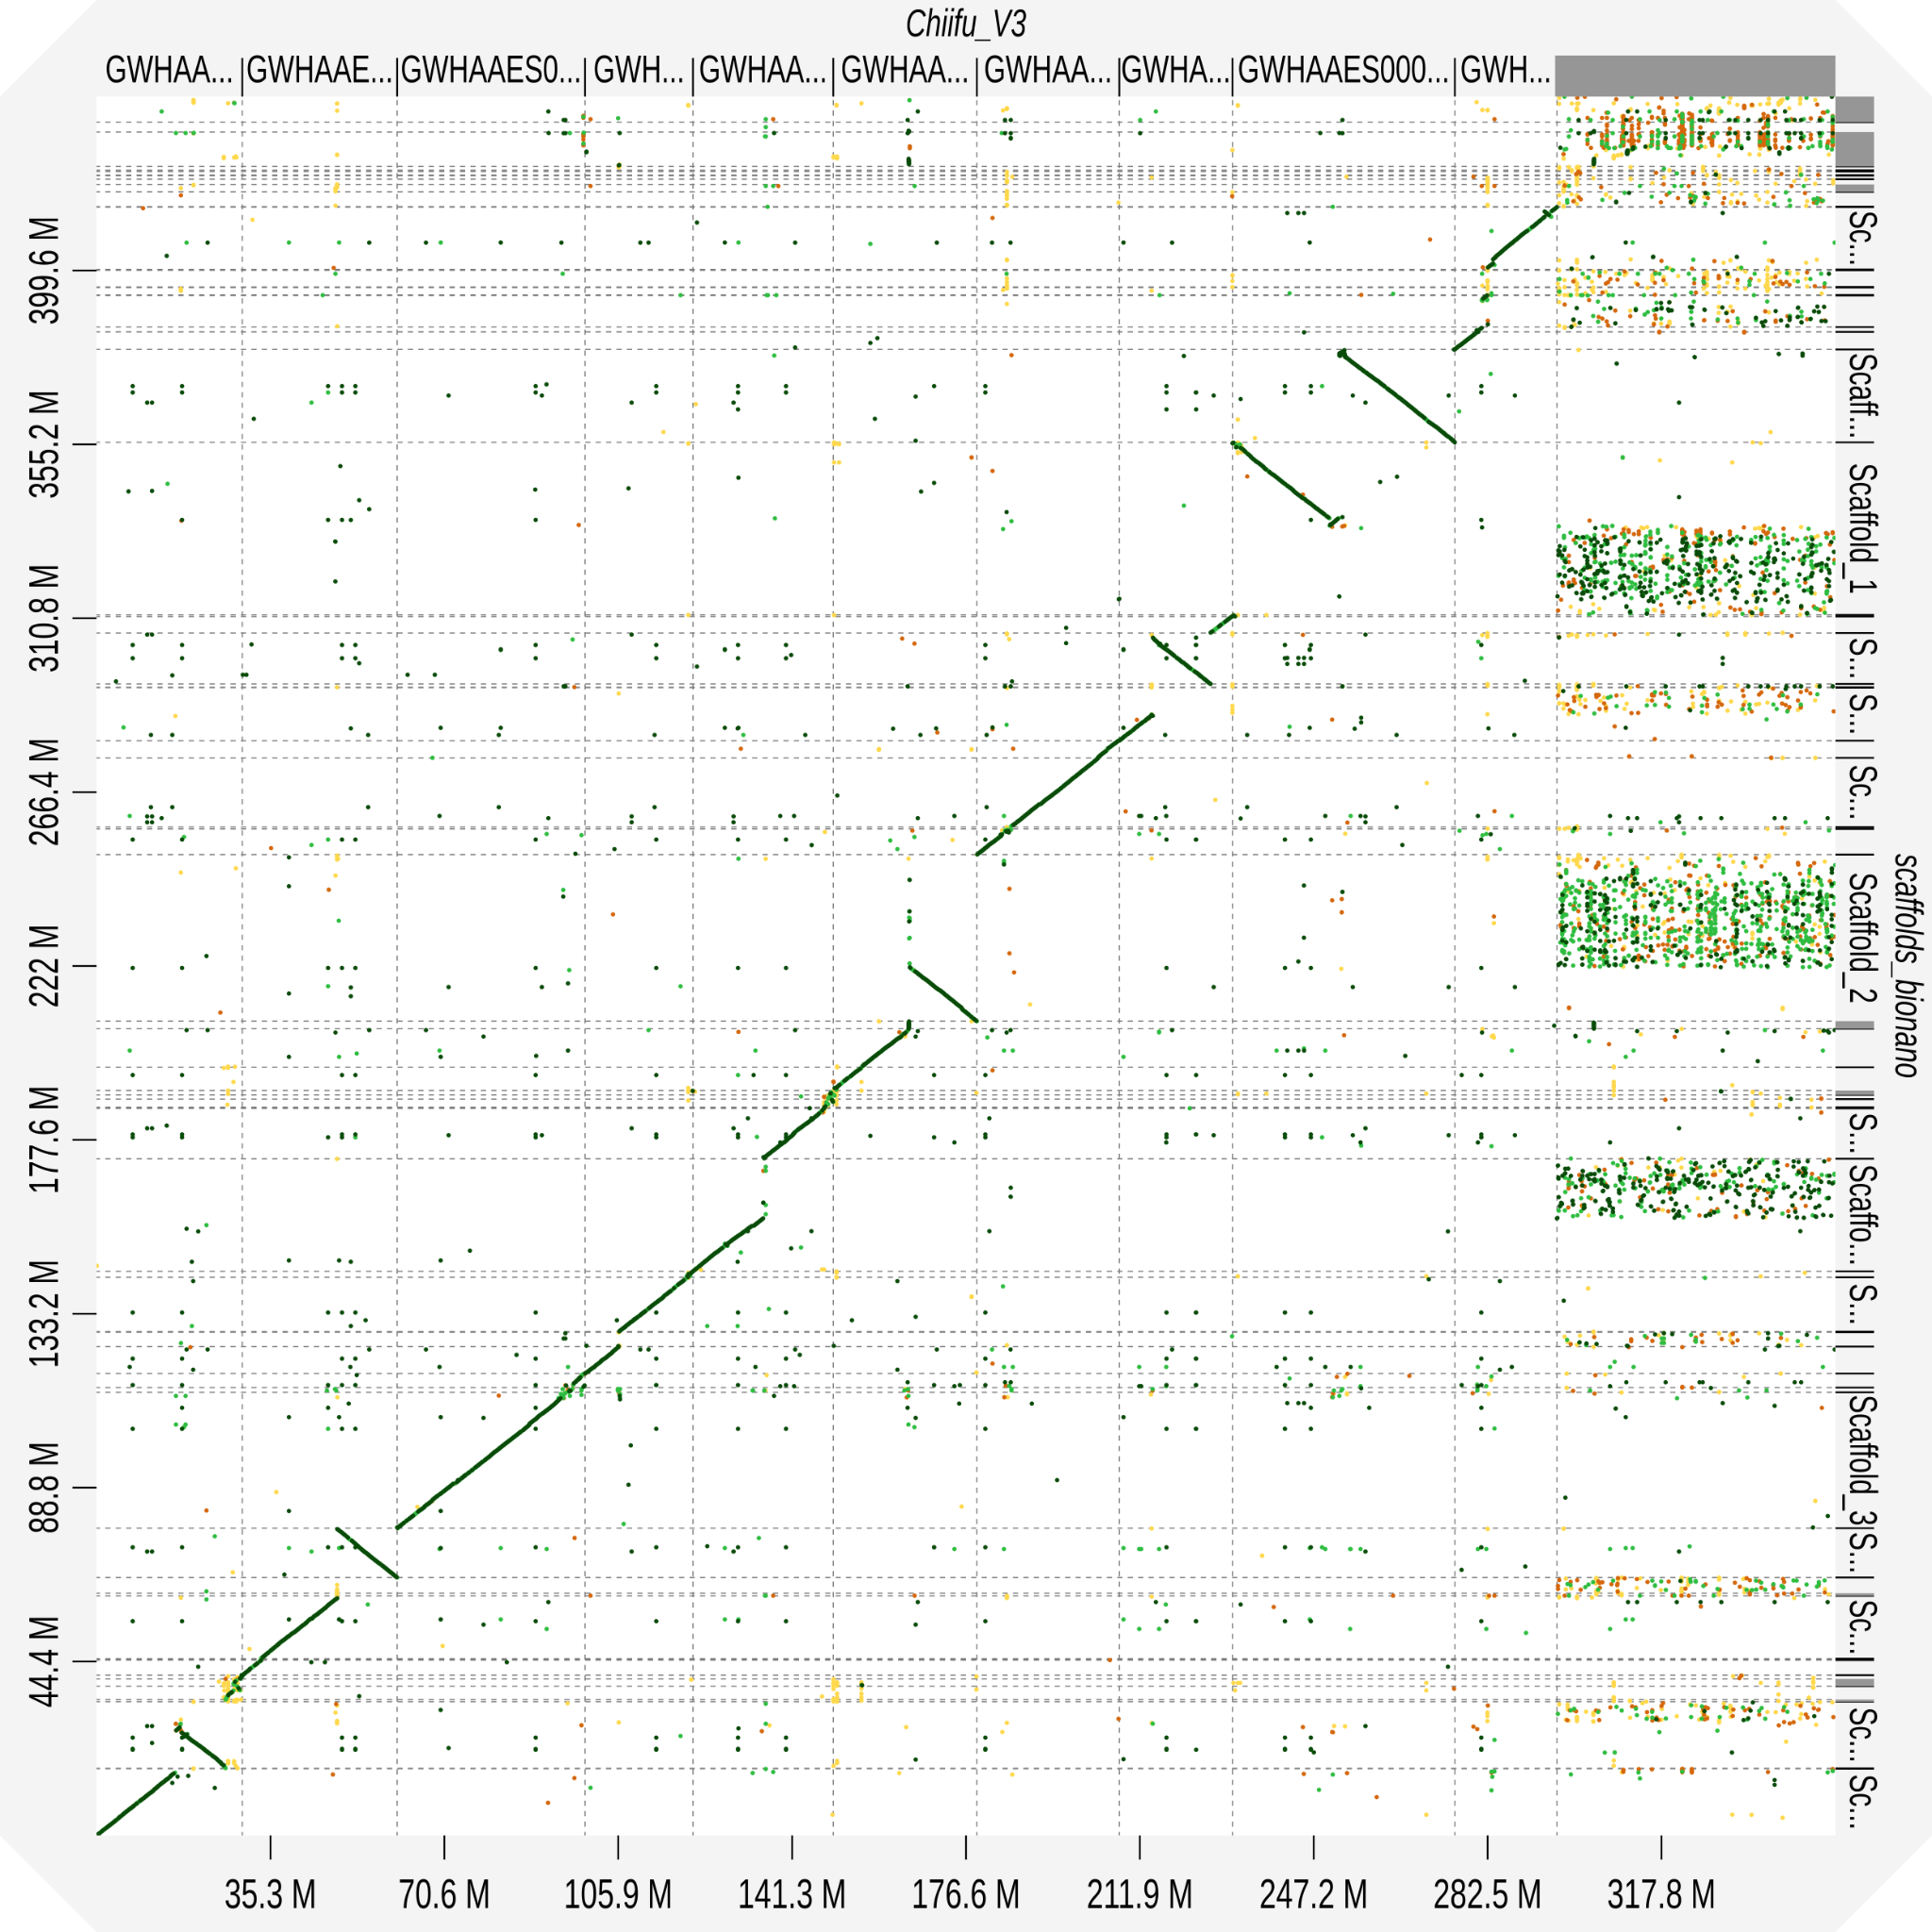 Chiifu_V3
GWHAA... GWHAAE... GWHAAES0... GWH... GWHAA... GWHAA... GWHAA... GWHA... GWHAAES000... GWH...
399.6 M
355.2 M
310.8 M
266.4 M
222 M
177.6 M
133.2 M
88.8 M
44.4 M
Sc...
Scaff...
Scaffold_1
S...
S...
Sc...
Scaffold_2
S...
Scaffo...
S...
Scaffold_3
S...
Sc...
Sc...
Sc...
scaffolds_bionano
35.3 M 70.6 M 105.9 M 141.3 M 176.6 M 211.9 M 247.2 M 282.5 M 317.8 M